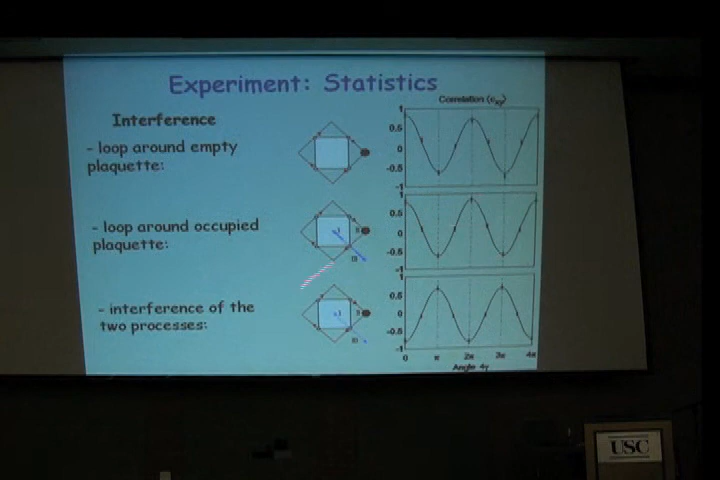 Experiment: Statistics
Interference
- loop around empty
plaquette:
- loop around occupied
plaquette:
- interference of the
two processes:
1
0.5
0
-0.5
-1
0.5
0
-0.5
-1
1
0.5
0
-0.5
-1
0 π 2π 3π 4π
USC